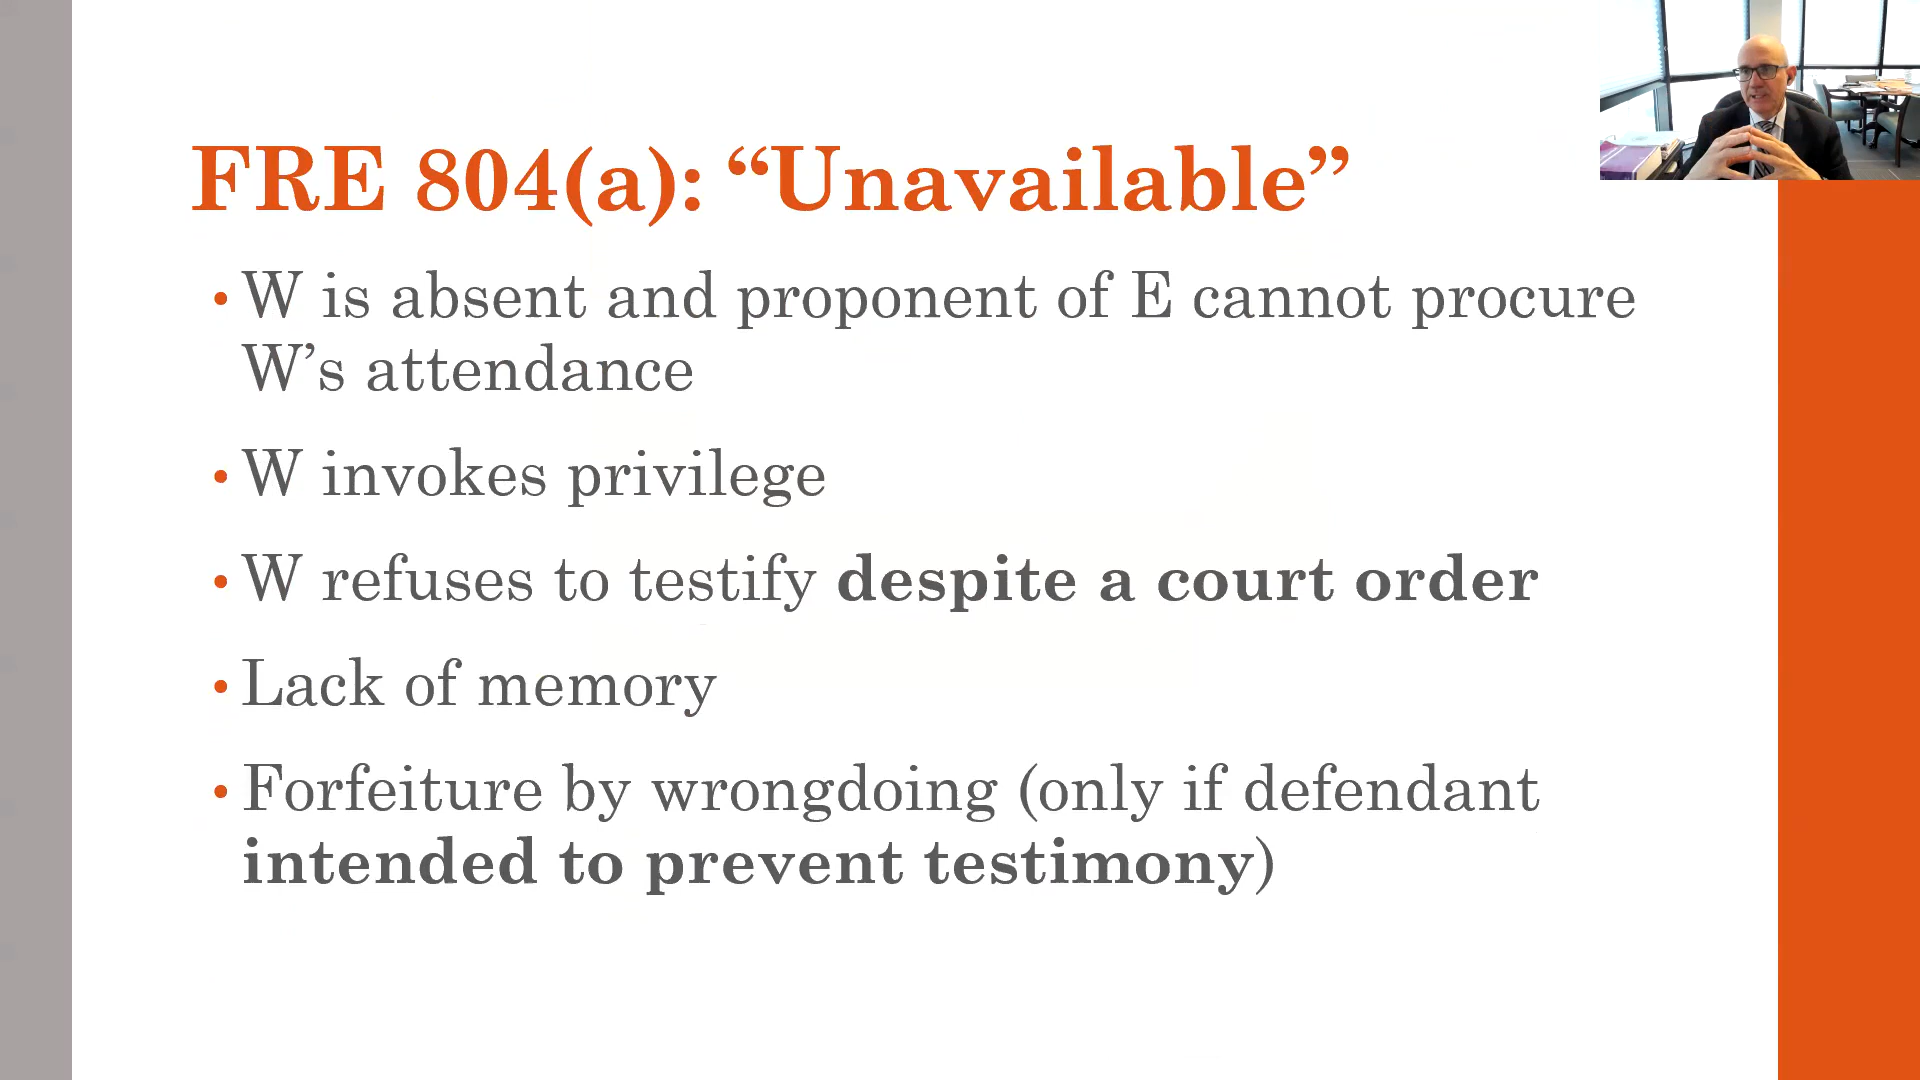 FRE 804(a): “Unavailable”
• W is absent and proponent of E cannot procure
W’s attendance
• W invokes privilege
• W refuses to testify despite a court order
• Lack of memory
• Forfeiture by wrongdoing (only if defendant
intended to prevent testimony)